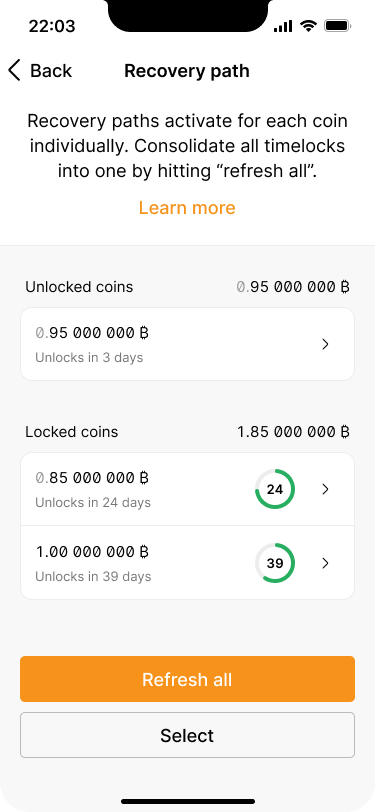 22:03
Back
Recovery path
Recovery paths activate for each coin
individually. Consolidate all timelocks
into one by hitting “refresh all”.
Learn more
Unlocked coins
0.95 000 000 ₿
0.95 000 000 ₿
Unlocks in 3 days
Locked coins
1.85 000 000 ₿
0.85 000 000 ₿
Unlocks in 24 days
24
1.00 000 000 ₿
Unlocks in 39 days
39
Refresh all
Select